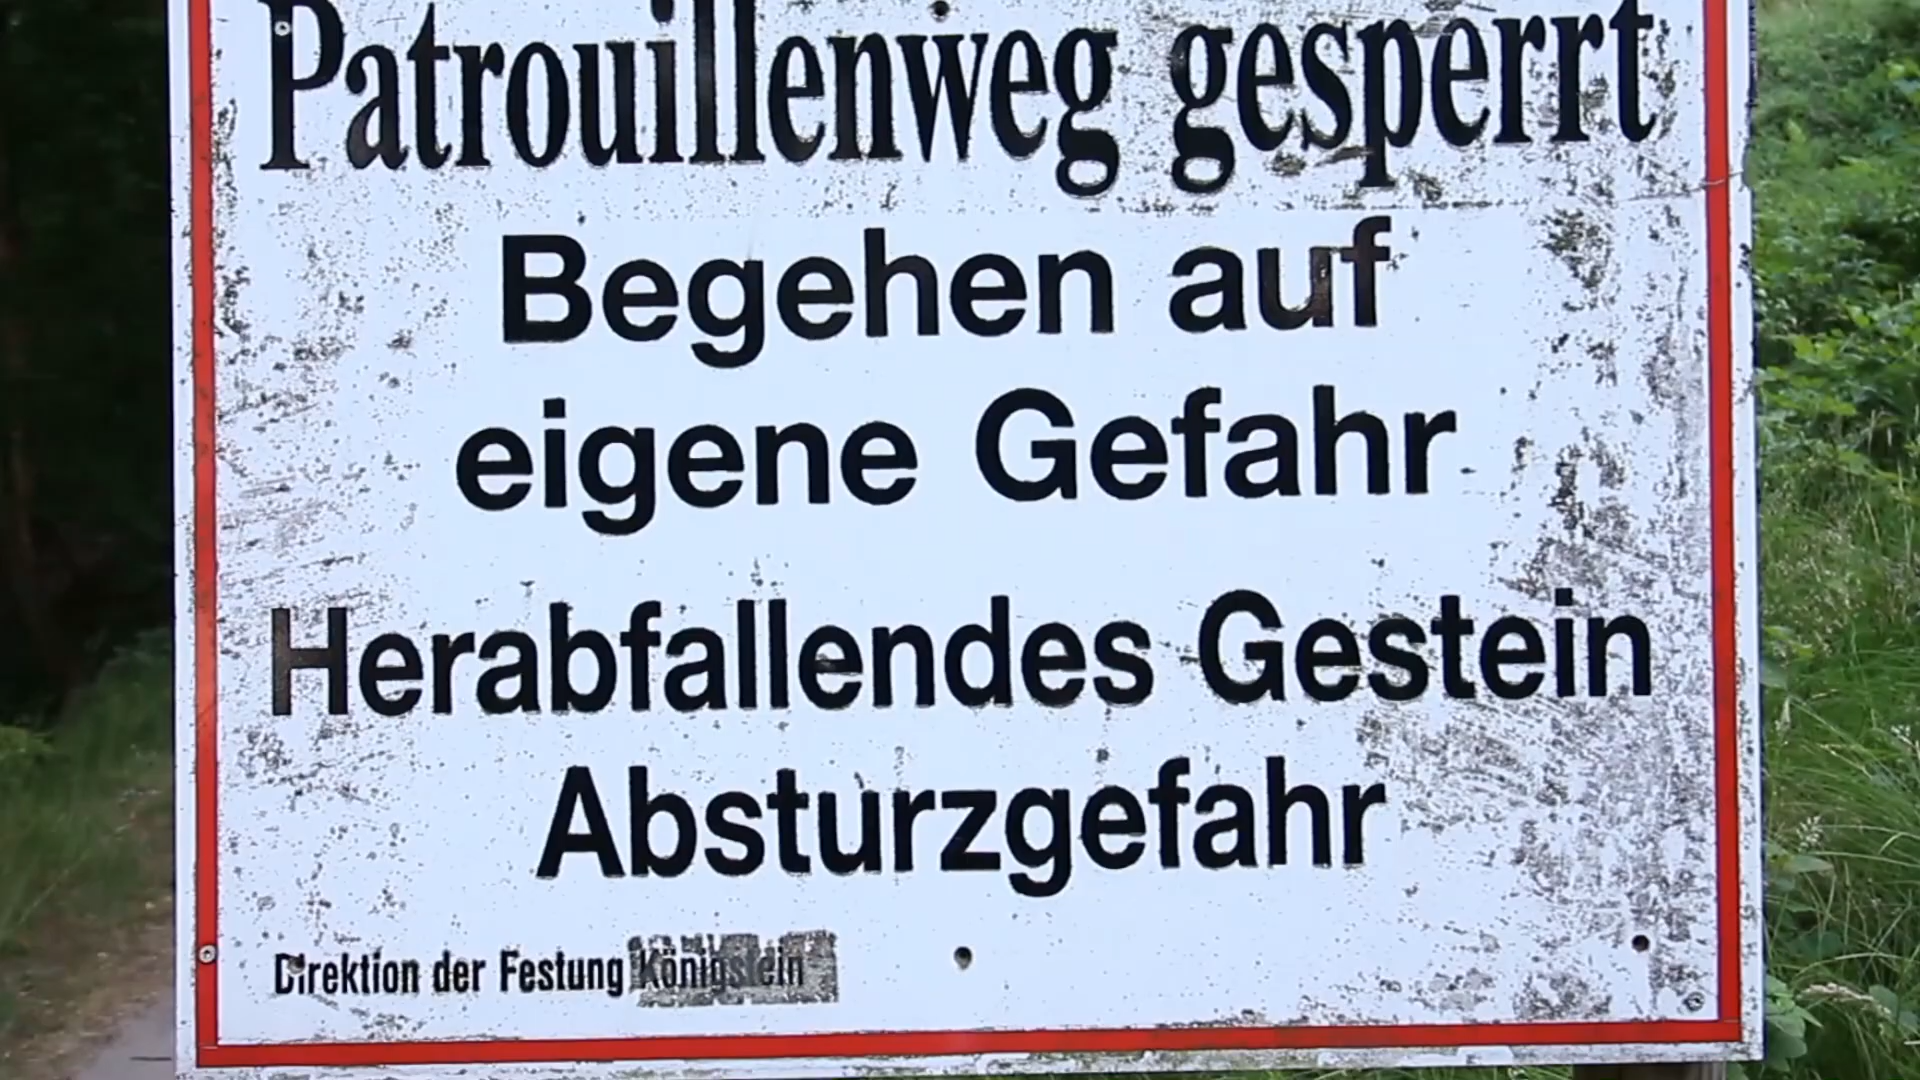 Patrouillenweg gesperrt
Begehen auf
eigene Gefahr
Herabfallendes Gestein
Absturzgefahr
Direktion der Festung Königstein